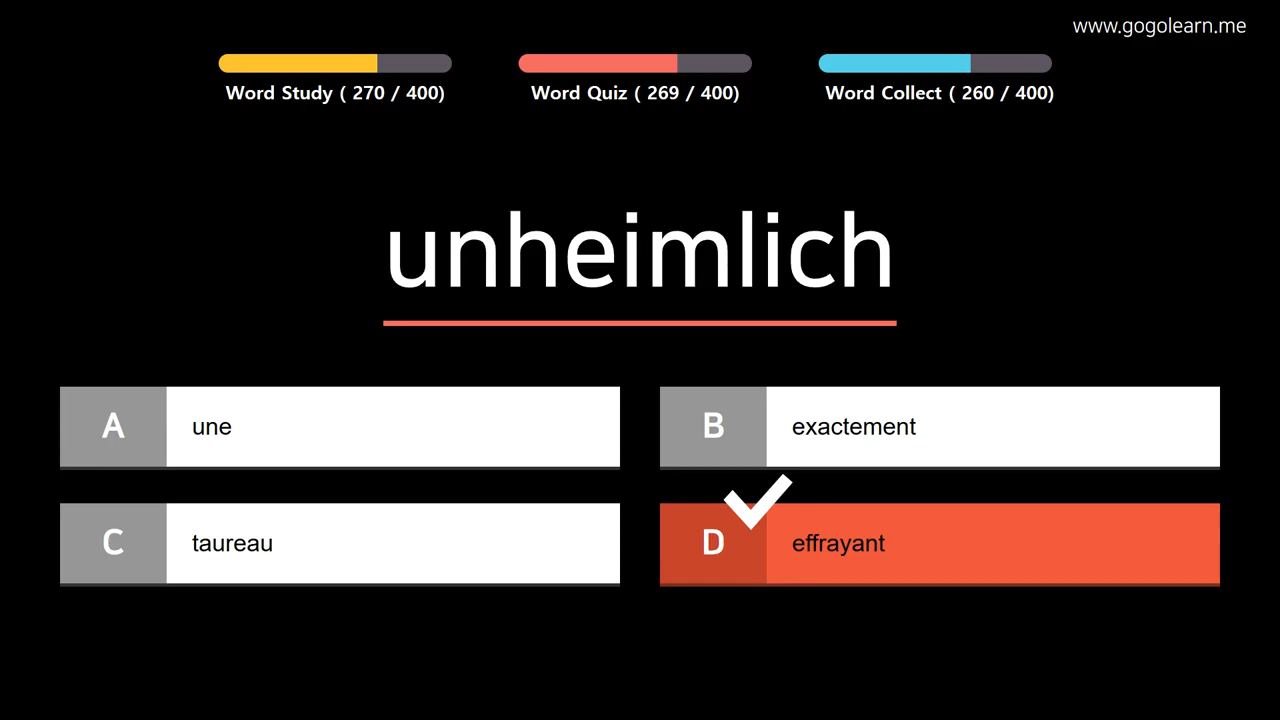 www.gogolearn.me
Word Study ( 270 / 400)
Word Quiz ( 269 / 400)
Word Collect ( 260 / 400)
unheimlich
A une
B exactement
C taureau
D effrayant